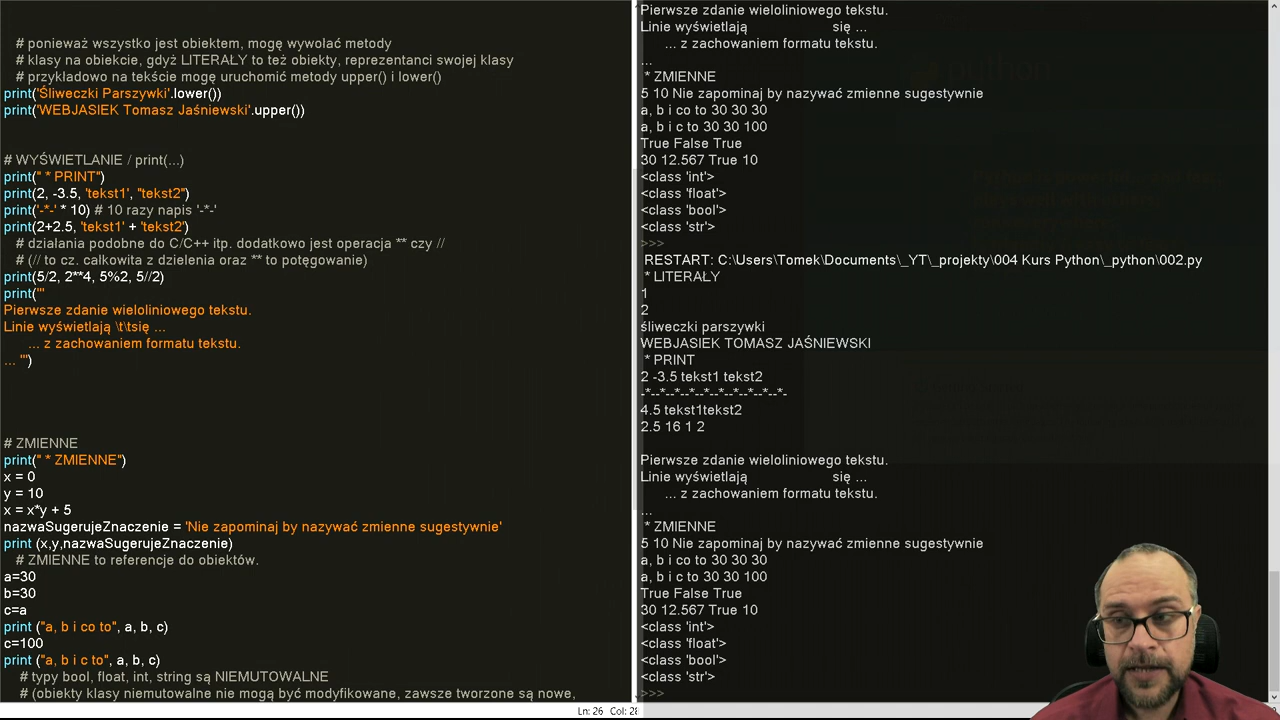 # ponieważ wszystko jest obiektem, mogę wywołać metody
# klasy na obiekcie, gdyż LITERAŁY to też obiekty, reprezentanci swojej klasy
# przykladowo na tekście mogę uruchomić metody upper() i lower()
print('Śliweczki Parszywki'.lower())
print('WEBJASIEK Tomasz Jaśniewski'.upper())
# WYŚWIETLANIE / print(...)
print(" * PRINT")
print(2, -3.5, 'tekst1', "tekst2")
print('-*-' * 10) # 10 razy napis '-*-'
print(2+2.5, 'tekst1' + 'tekst2')
# dzialania podobne do C/C++ itp. dodatkowo jest operacja ** czy //
# (// to cz. calkowita z dzielenia oraz ** to potęgowanie)
print(5/2, 2**4, 5%2, 5//2)
print('''
Pierwsze zdanie wieloliniowego tekstu.
Linie wyświetlają \t\tsię ...
... z zachowaniem formatu tekstu.
... ''')
# ZMIENNE
print(" * ZMIENNE")
x = 0
y = 10
x = x*y + 5
nazwaSugerujeZnaczenie = 'Nie zapominaj by nazywać zmienne sugestywnie'
print (x,y,nazwaSugerujeZnaczenie)
# ZMIENNE to referencje do obiektów.
a=30
b=30
c=a
print ("a, b i co to", a, b, c)
c=100
print ("a, b i c to", a, b, c)
# typy bool, float, int, string są NIEMUTOWALNE
# (obiekty klasy niemutowalne nie mogą być modyfikowane, zawsze tworzone są nowe,
Ln: 26 Col: 28
Pierwsze zdanie wieloliniowego tekstu.
Linie wyświetlają się ...
... z zachowaniem formatu tekstu.
...
* ZMIENNE
5 10 Nie zapominaj by nazywać zmienne sugestywnie
a, b i co to 30 30 30
a, b i c to 30 30 100
True False True
30 12.567 True 10
<class 'int'>
<class 'float'>
<class 'bool'>
<class 'str'>
>>>
RESTART: C:\Users\Tomek\Documents\_YT\_projekty\004 Kurs Python\_python\002.py
* LITERAŁY
1
2
śliweczki parszywki
WEBJASIEK TOMASZ JAŚNIEWSKI
* PRINT
2 -3.5 tekst1 tekst2
-*--*--*--*--*--*--*--*--*--*-
4.5 tekst1tekst2
2.5 16 1 2
Pierwsze zdanie wieloliniowego tekstu.
Linie wyświetlają się ...
... z zachowaniem formatu tekstu.
...
* ZMIENNE
5 10 Nie zapominaj by nazywać zmienne sugestywnie
a, b i co to 30 30 30
a, b i c to 30 30 100
True False True
30 12.567 True 10
<class 'int'>
<class 'float'>
<class 'bool'>
<class 'str'>
>>>